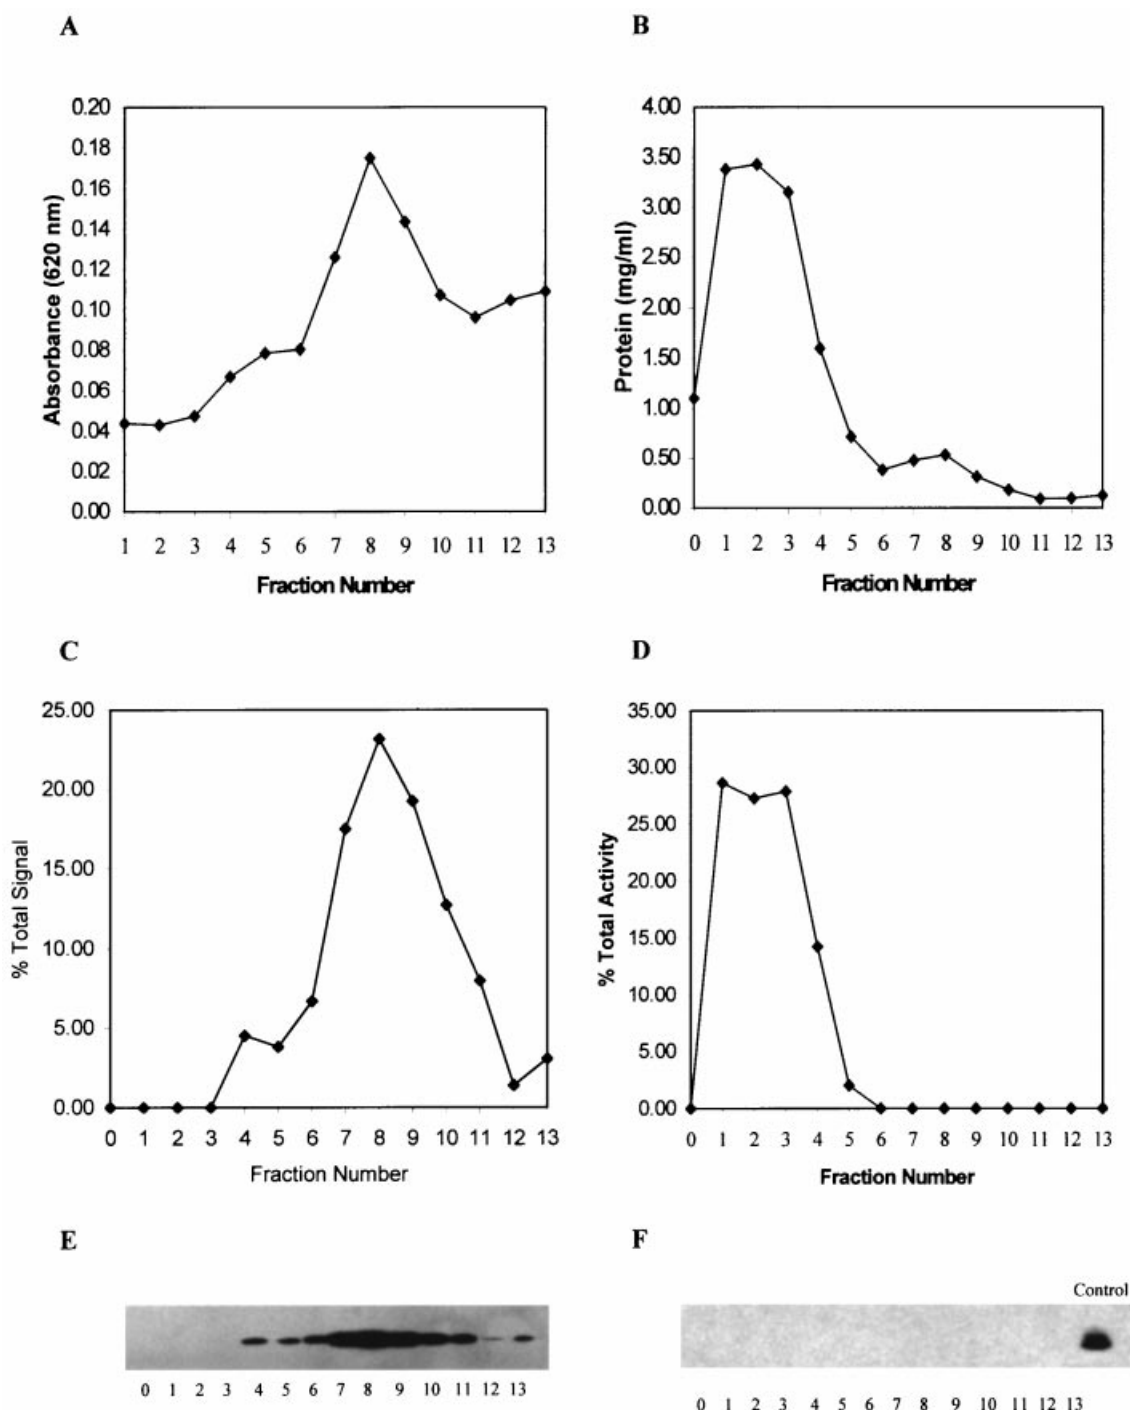 A
0.20
0.18
0.16
0.14
0.12
0.10
0.08
0.06
0.04
0.02
0.00
Absorbance (620 nm)
1 2 3 4 5 6 7 8 9 10 11 12 13
Fraction Number
B
4.00
3.50
3.00
2.50
2.00
1.50
1.00
0.50
0.00
Protein (mg/ml)
0 1 2 3 4 5 6 7 8 9 10 11 12 13
Fraction Number
C
25.00
20.00
15.00
10.00
5.00
0.00
% Total Signal
0 1 2 3 4 5 6 7 8 9 10 11 12 13
Fraction Number
D
35.00
30.00
25.00
20.00
15.00
10.00
5.00
0.00
% Total Activity
0 1 2 3 4 5 6 7 8 9 10 11 12 13
Fraction Number
E
0 1 2 3 4 5 6 7 8 9 10 11 12 13
F
Control
0 1 2 3 4 5 6 7 8 9 10 11 12 13